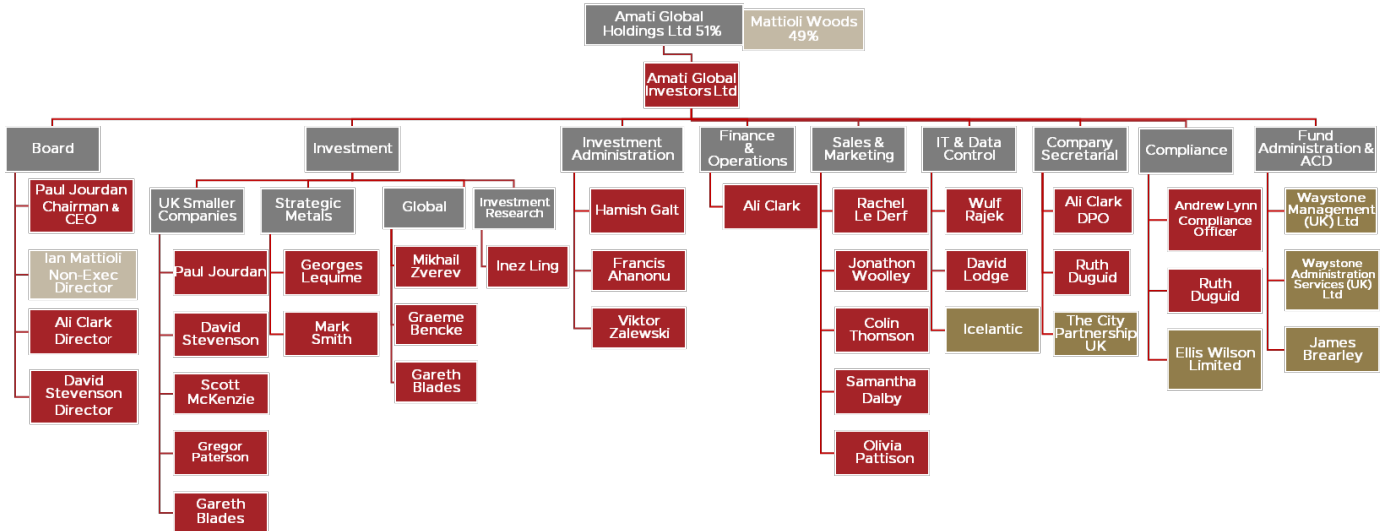 Amati Global
Holdings Ltd 51%
Mattioli Woods
49%
Amati Global
Investors Ltd
Board
Investment
Investment
Administration
Finance
&
Operations
Sales &
Marketing
IT & Data
Control
Company
Secretarial
Compliance
Fund
Administration &
ACD
Paul Jourdan
Chairman &
CEO
Ian Mattioli
Non-Exec
Director
Ali Clark
Director
David
Stevenson
Director
UK Smaller
Companies
Paul Jourdan
David
Stevenson
Scott
McKenzie
Gregor
Paterson
Gareth
Blades
Strategic
Metals
Georges
Lequime
Mark
Smith
Global
Mikhail
Zverev
Graeme
Bencke
Gareth
Blades
Investment
Research
Inez Ling
Hamish Galt
Francis
Ahanonu
Viktor
Zalewski
Ali Clark
Rachel
Le Derf
Jonathon
Woolley
Colin
Thomson
Samantha
Dalby
Olivia
Pattison
Wulf
Rajek
David
Lodge
Icelantic
Ali Clark
DPO
Ruth
Duguid
The City
Partnership
UK
Andrew Lynn
Compliance
Officer
Ruth
Duguid
Ellis Wilson
Limited
Waystone
Management
(UK) Ltd
Waystone
Administration
Services (UK)
Ltd
James
Brearley